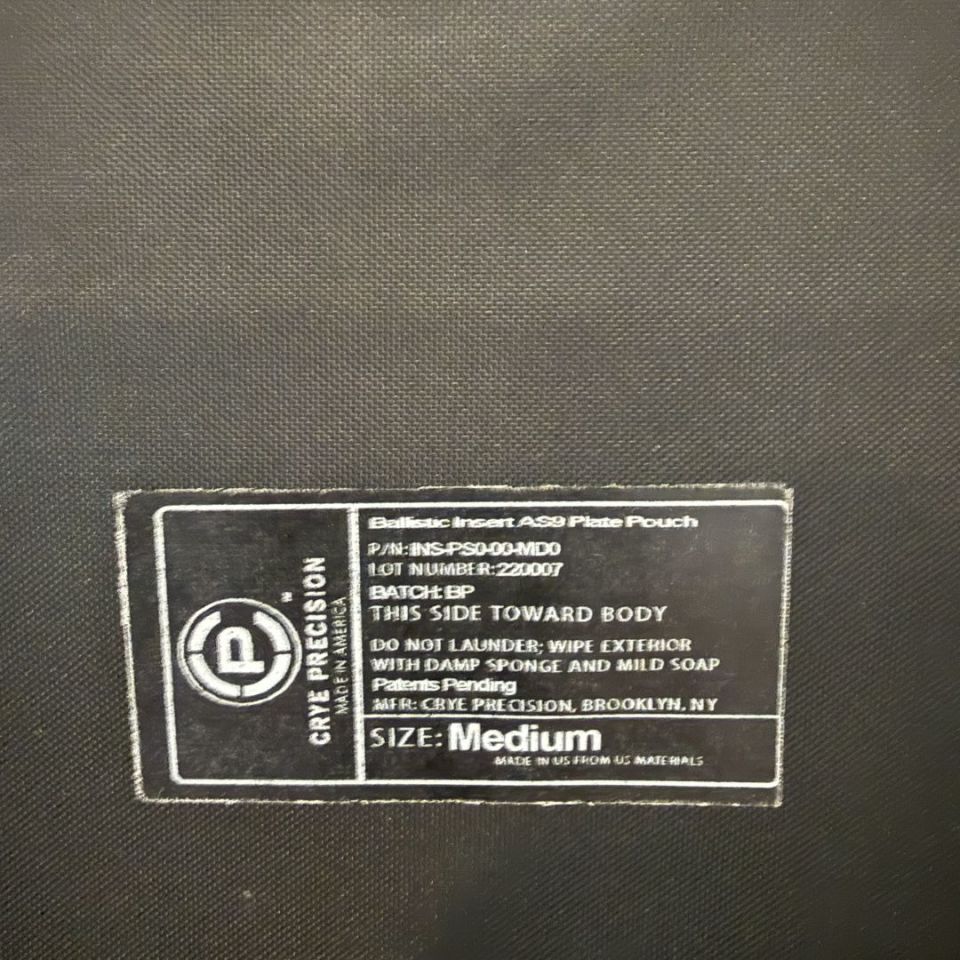 P
TM
CRYE PRECISION
MADE IN AMERICA
Ballistic Insert AS9 Plate Pouch
P/N: INS-PS0-00-MD0
LOT NUMBER: 220007
BATCH: BP
THIS SIDE TOWARD BODY
DO NOT LAUNDER; WIPE EXTERIOR
WITH DAMP SPONGE AND MILD SOAP
Patents Pending
MFR: CRYE PRECISION, BROOKLYN, NY
SIZE: Medium
MADE IN US FROM US MATERIALS